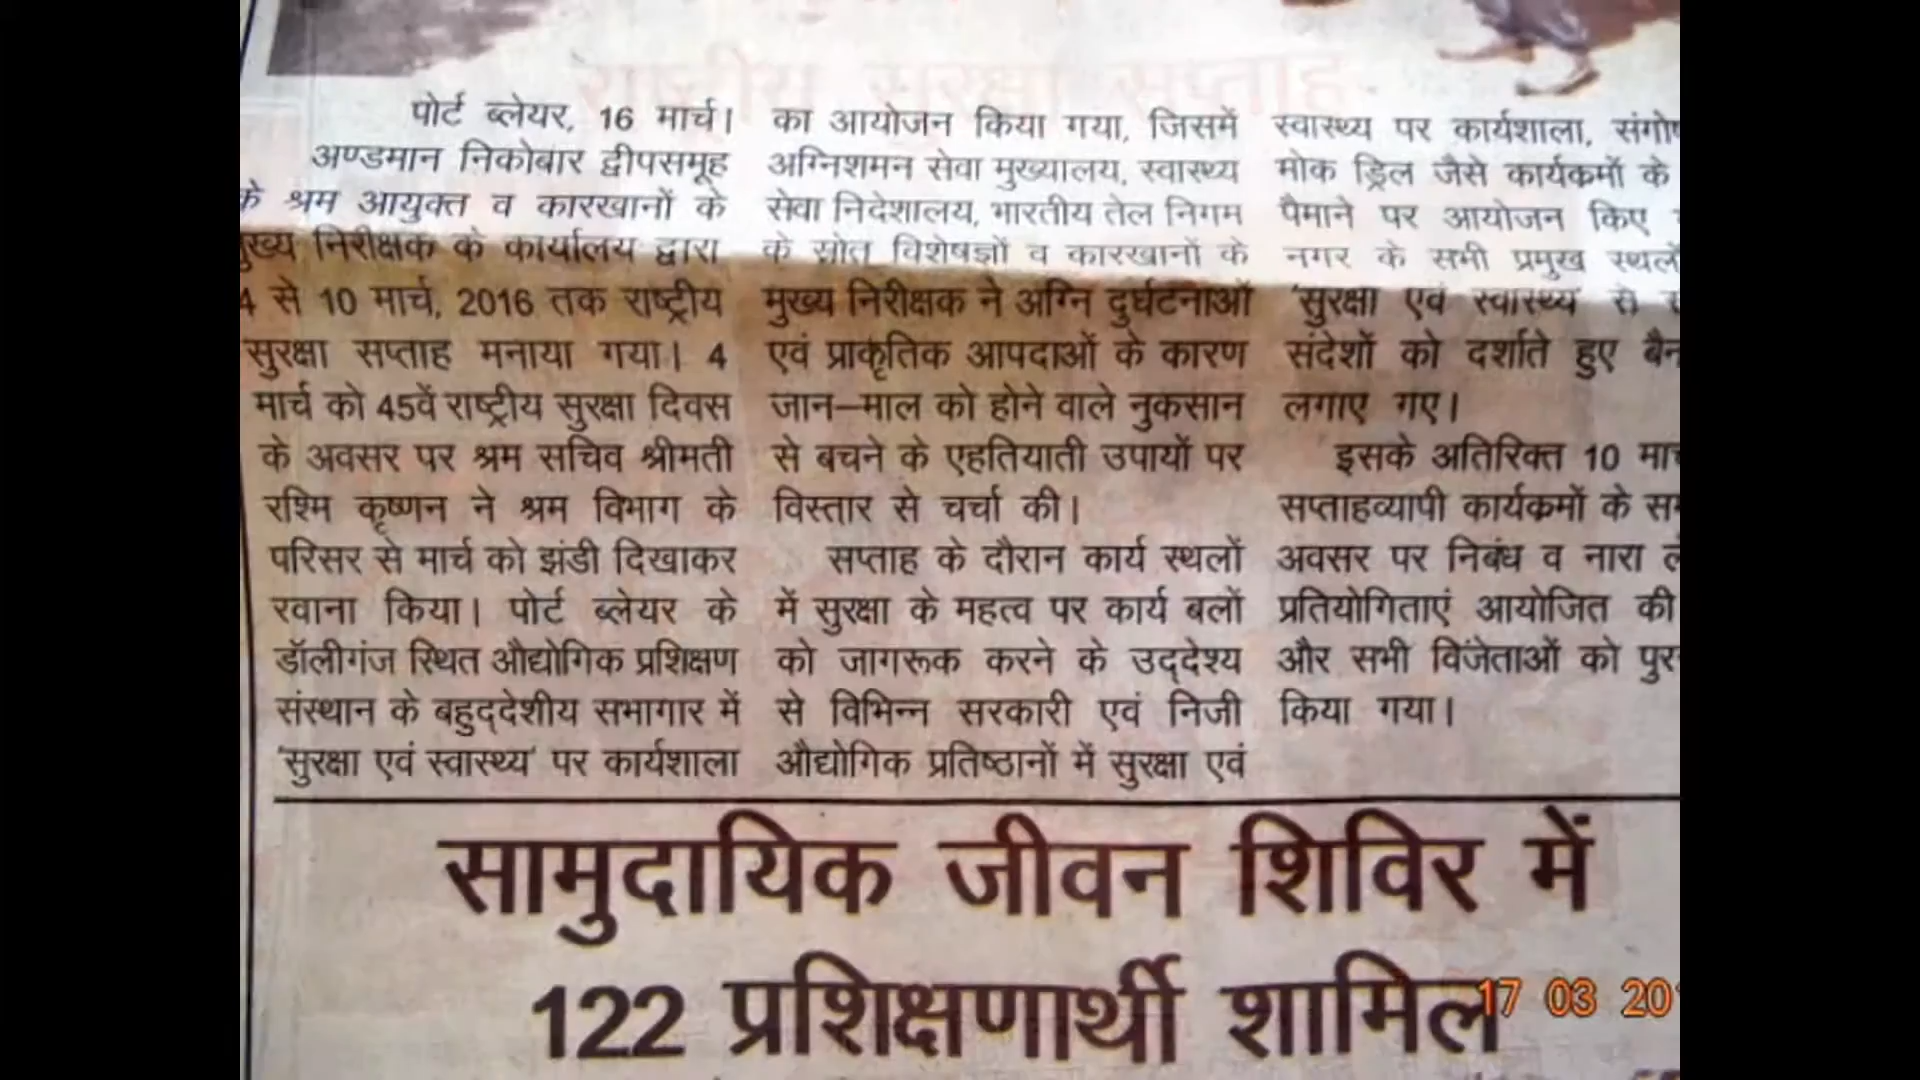 पोर्ट ब्लेयर, 16 मार्च।
अण्डमान निकोबार द्वीपसमूह
के श्रम आयुक्त व कारखानों के
मुख्य निरीक्षक के कार्यालय द्वारा
4 से 10 मार्च, 2016 तक राष्ट्रीय
सुरक्षा सप्ताह मनाया गया। 4
मार्च को 45वें राष्ट्रीय सुरक्षा दिवस
के अवसर पर श्रम सचिव श्रीमती
रश्मि कृष्णन ने श्रम विभाग के
परिसर से मार्च को झंडी दिखाकर
रवाना किया। पोर्ट ब्लेयर के
डॉलीगंज स्थित औद्योगिक प्रशिक्षण
संस्थान के बहुद्देशीय सभागार में
'सुरक्षा एवं स्वास्थ्य' पर कार्यशाला
का आयोजन किया गया, जिसमें
अग्निशमन सेवा मुख्यालय, स्वास्थ्य
सेवा निदेशालय, भारतीय तेल निगम
के स्रोत विशेषज्ञों व कारखानों के
मुख्य निरीक्षक ने अग्नि दुर्घटनाओं
एवं प्राकृतिक आपदाओं के कारण
जान–माल को होने वाले नुकसान
से बचने के एहतियाती उपायों पर
विस्तार से चर्चा की।
सप्ताह के दौरान कार्य स्थलों
में सुरक्षा के महत्व पर कार्य बलों
को जागरूक करने के उद्देश्य
से विभिन्न सरकारी एवं निजी
औद्योगिक प्रतिष्ठानों में सुरक्षा एवं
स्वास्थ्य पर कार्यशाला,
मोक ड्रिल जैसे कार्यकमों के
पैमाने पर आयोजन किए
नगर के सभी प्रमुख स्थलों
'सुरक्षा एवं स्वास्थ्य' से
संदेशों को दर्शाते हुए
लगाए गए।
इसके अतिरिक्त 10
सप्ताहव्यापी कार्यकमों के
अवसर पर निबंध व नारा
प्रतियोगिताएं आयोजित की
और सभी विजेताओं को
किया गया।
सामुदायिक जीवन शिविर में
122 प्रशिक्षणार्थी शामिल
17 03